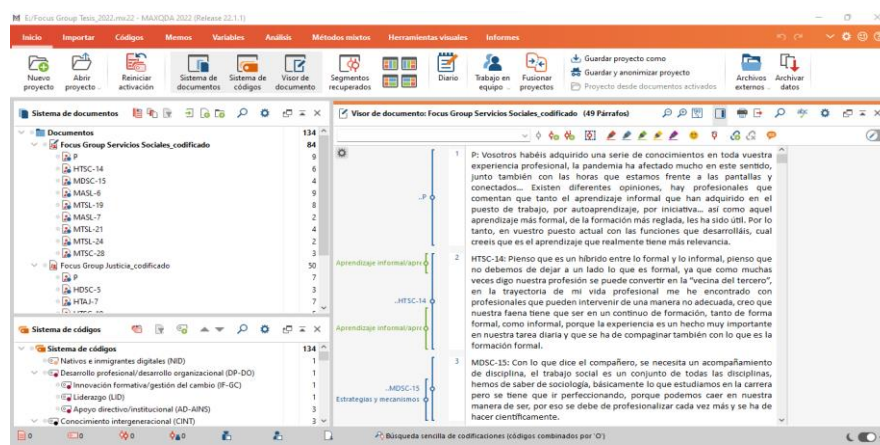 E:/Focus Group Tesis_2022.mx22 - MAXQDA 2022 (Release 22.1.1)
Inicio Importar Códigos Memos Variables Análisis Métodos mixtos Herramientas visuales Informes
Nuevo proyecto
Abrir proyecto
Reiniciar activación
Sistema de documentos
Sistema de códigos
Visor de documento
Segmentos recuperados
Diario
Trabajo en equipo
Fusionar proyectos
Guardar proyecto como
Guardar y anonimizar proyecto
Proyecto desde documentos activados
Archivos externos
Archivar datos
Sistema de documentos
Documentos 134
Focus Group Servicios Sociales_codificado 84
P 9
HTSC-14 6
MDSC-15 4
MASL-6 9
MTSL-19 8
MASL-7 2
MTSL-21 4
MTSL-24 2
MTSC-28 3
Focus Group Justicia_codificado 50
P 7
HDSC-5 3
HTAJ-7 7
Sistema de códigos
Sistema de códigos 134
Nativos e inmigrantes digitales (NID) 1
Desarrollo profesional/desarrollo organizacional (DP-DO) 1
Innovación formativa/gestión del cambio (IF-GC) 1
Liderazgo (LID) 1
Apoyo directivo/institucional (AD-AINS) 3
Conocimiento intergeneracional (CINT) 3
Visor de documento: Focus Group Servicios Sociales_codificado (49 Párrafos)
..P
1
P: Vosotros habéis adquirido una serie de conocimientos en toda vuestra
experiencia profesional, la pandemia ha afectado mucho en este sentido,
junto también con las horas que estamos frente a las pantallas y
conectados... Existen diferentes opiniones, hay profesionales que
comentan que tanto el aprendizaje informal que han adquirido en el
puesto de trabajo, por autoaprendizaje, por iniciativa... así como aquel
aprendizaje más formal, de la formación más reglada, les ha sido útil. Por lo
tanto, en vuestro puesto actual con las funciones que desarrolláis, cual
creeis que es el aprendizaje que realmente tiene más relevancia.
Aprendizaje informal/apre
..HTSC-14
Aprendizaje informal/apre
2
HTSC-14: Pienso que es un híbrido entre lo formal y lo informal, pienso que
no debemos de dejar a un lado lo que es formal, ya que como muchas
veces digo nuestra profesión se puede convertir en la "vecina del tercero",
en la trayectoria de mi vida profesional me he encontrado con
profesionales que pueden intervenir de una manera no adecuada, creo que
nuestra faena tiene que ser en un continuo de formación, tanto de forma
formal, como informal, porque la experiencia es un hecho muy importante
en nuestra tarea diaria y que se ha de compaginar también con lo que es la
formación formal.
..MDSC-15
Estrategias y mecanismos
3
MDSC-15: Con lo que dice el compañero, se necesita un acompañamiento
de disciplina, el trabajo social es un conjunto de todas las disciplinas,
hemos de saber de sociología, básicamente lo que estudiamos en la carrera
pero se tiene que ir perfeccionando, porque podemos caer en nuestra
manera de ser, por eso se debe de profesionalizar cada vez más y se ha de
hacer científicamente.
0 0 0 0 Búsqueda sencilla de codificaciones (códigos combinados por 'O')